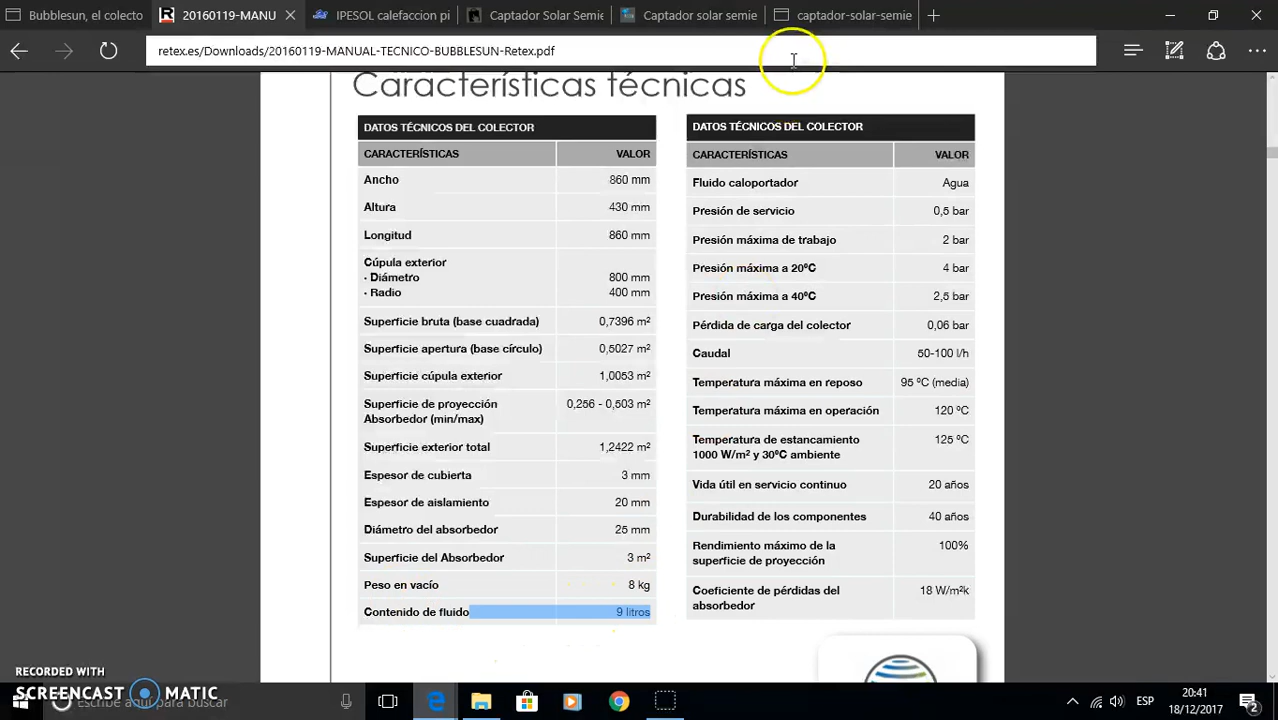 Bubblesun, el colecto
20160119-MANU
IPESOL calefaccion pi
Captador Solar Semie
Captador solar semie
captador-solar-semie
retex.es/Downloads/20160119-MANUAL-TECNICO-BUBBLESUN-Retex.pdf
Características técnicas
DATOS TÉCNICOS DEL COLECTOR
CARACTERÍSTICAS VALOR
Ancho 860 mm
Altura 430 mm
Longitud 860 mm
Cúpula exterior
- Diámetro 800 mm
- Radio 400 mm
Superficie bruta (base cuadrada) 0,7396 m²
Superficie apertura (base círculo) 0,5027 m²
Superficie cúpula exterior 1,0053 m²
Superficie de proyección 0,256 - 0,503 m²
Absorbedor (min/max)
Superficie exterior total 1,2422 m²
Espesor de cubierta 3 mm
Espesor de aislamiento 20 mm
Diámetro del absorbedor 25 mm
Superficie del Absorbedor 3 m²
Peso en vacío 8 kg
Contenido de fluido 9 litros
DATOS TÉCNICOS DEL COLECTOR
CARACTERÍSTICAS VALOR
Fluido caloportador Agua
Presión de servicio 0,5 bar
Presión máxima de trabajo 2 bar
Presión máxima a 20ºC 4 bar
Presión máxima a 40ºC 2,5 bar
Pérdida de carga del colector 0,06 bar
Caudal 50-100 l/h
Temperatura máxima en reposo 95 ºC (media)
Temperatura máxima en operación 120 ºC
Temperatura de estancamiento 125 ºC
1000 W/m² y 30ºC ambiente
Vida útil en servicio continuo 20 años
Durabilidad de los componentes 40 años
Rendimiento máximo de la 100%
superficie de proyección
Coeficiente de pérdidas del 18 W/m²k
absorbedor
RECORDED WITH
SCREENCAST MATIC
Escribe aquí para buscar
ESP
20:41
18/12/2017
2